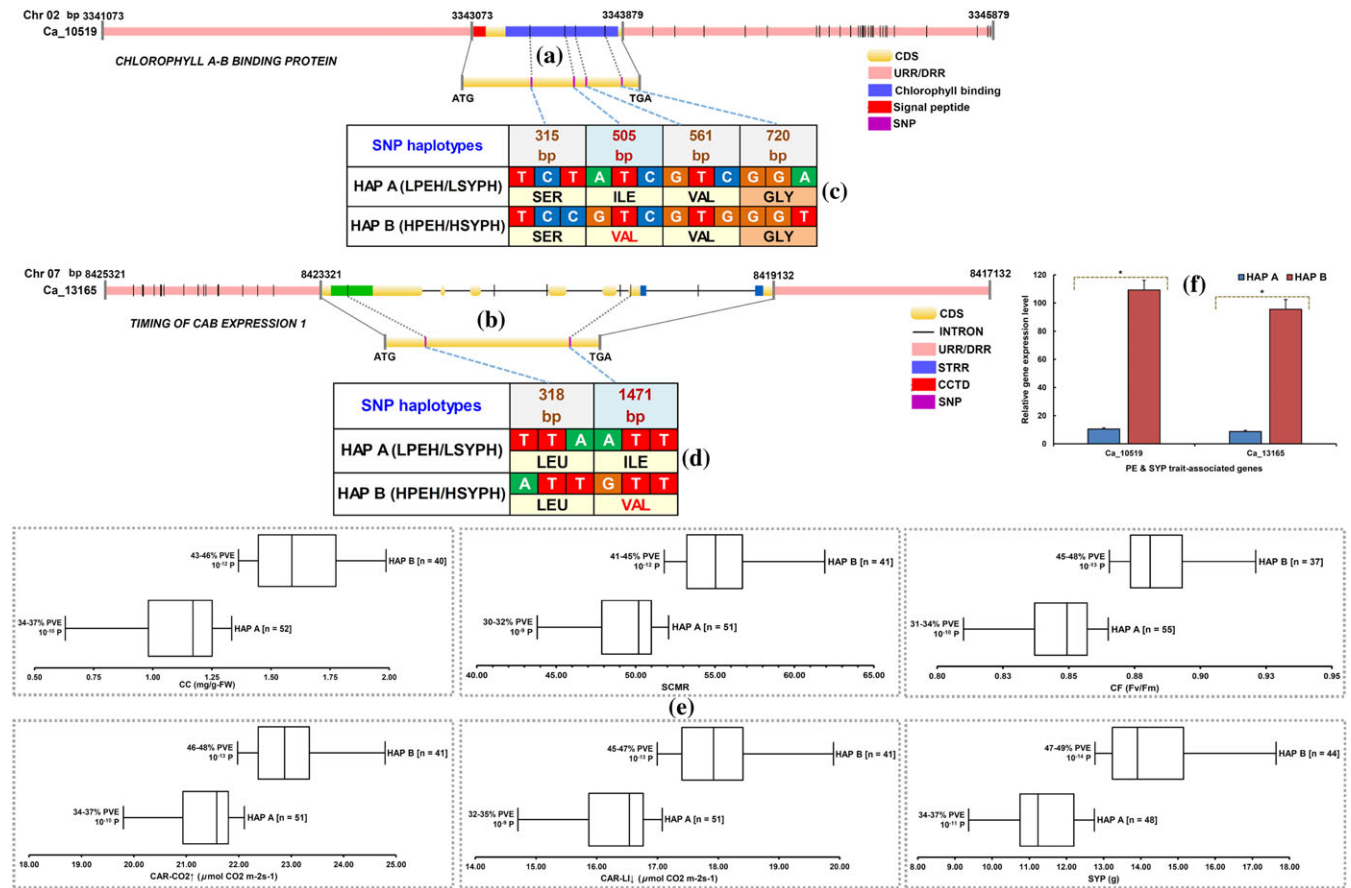 Chr 02 bp 3341073 3343073 3343879 3345879
Ca_10519
(a)
CHLOROPHYLL A-B BINDING PROTEIN
CDS
URR/DRR
Chlorophyll binding
Signal peptide
SNP
ATG TGA
SNP haplotypes 315 bp 505 bp 561 bp 720 bp
HAP A (LPEH/LSYPH) T C T A T C G T C G G A
SER ILE VAL GLY
(c)
HAP B (HPEH/HSYPH) T C C G T C G T G G G T
SER VAL VAL GLY
Chr 07 bp 8425321 8423321 8419132 8417132
Ca_13165
(b)
TIMING OF CAB EXPRESSION 1
CDS
INTRON
URR/DRR
STRR
CCTD
SNP
ATG TGA
SNP haplotypes 318 bp 1471 bp
HAP A (LPEH/LSYPH) T T A A T T
LEU ILE
(d)
HAP B (HPEH/HSYPH) A T T G T T
LEU VAL
HAP A HAP B
(f)
* *
Relative gene expression level
120
100
80
60
40
20
0
Ca_10519 Ca_13165
PE & SYP trait-associated genes
43-46% PVE
10-12 P
HAP B [n = 40]
34-37% PVE
10-10 P
HAP A [n = 52]
0.50 1.00 1.50 2.00
CC (mg/g-FW)
41-45% PVE
10-12 P
HAP B [n = 41]
30-32% PVE
10-9 P
HAP A [n = 51]
40.00 45.00 50.00 55.00 60.00 65.00
SCMR
45-48% PVE
10-13 P
HAP B [n = 37]
31-34% PVE
10-10 P
HAP A [n = 55]
0.80 0.83 0.85 0.88 0.90 0.93 0.95
CF (Fv/Fm)
(e)
46-48% PVE
10-13 P
HAP B [n = 41]
34-37% PVE
10-10 P
HAP A [n = 51]
18.00 19.00 20.00 21.00 22.00 23.00 24.00 25.00
CAR-CO2↑ (µmol CO2 m-2s-1)
45-47% PVE
10-13 P
HAP B [n = 41]
32-35% PVE
10-9 P
HAP A [n = 51]
14.00 15.00 16.00 17.00 18.00 19.00 20.00
CAR-LI↓ (µmol CO2 m-2s-1)
47-49% PVE
10-14 P
HAP B [n = 44]
34-37% PVE
10-11 P
HAP A [n = 48]
8.00 9.00 10.00 11.00 12.00 13.00 14.00 15.00 16.00 17.00 18.00
SYP (g)